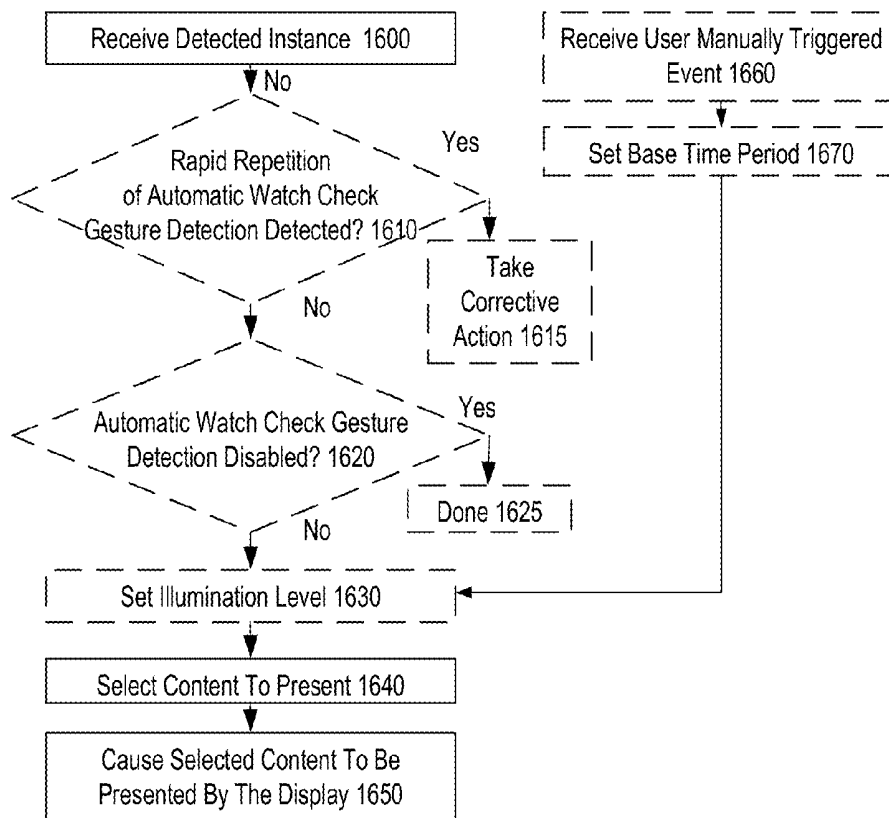 Receive Detected Instance 1600
No
Rapid Repetition
of Automatic Watch Check
Gesture Detection Detected? 1610
Yes
Take
Corrective
Action 1615
No
Automatic Watch Check Gesture
Detection Disabled? 1620
Yes
Done 1625
No
Set Illumination Level 1630
Select Content To Present 1640
Cause Selected Content To Be
Presented By The Display 1650
Receive User Manually Triggered
Event 1660
Set Base Time Period 1670